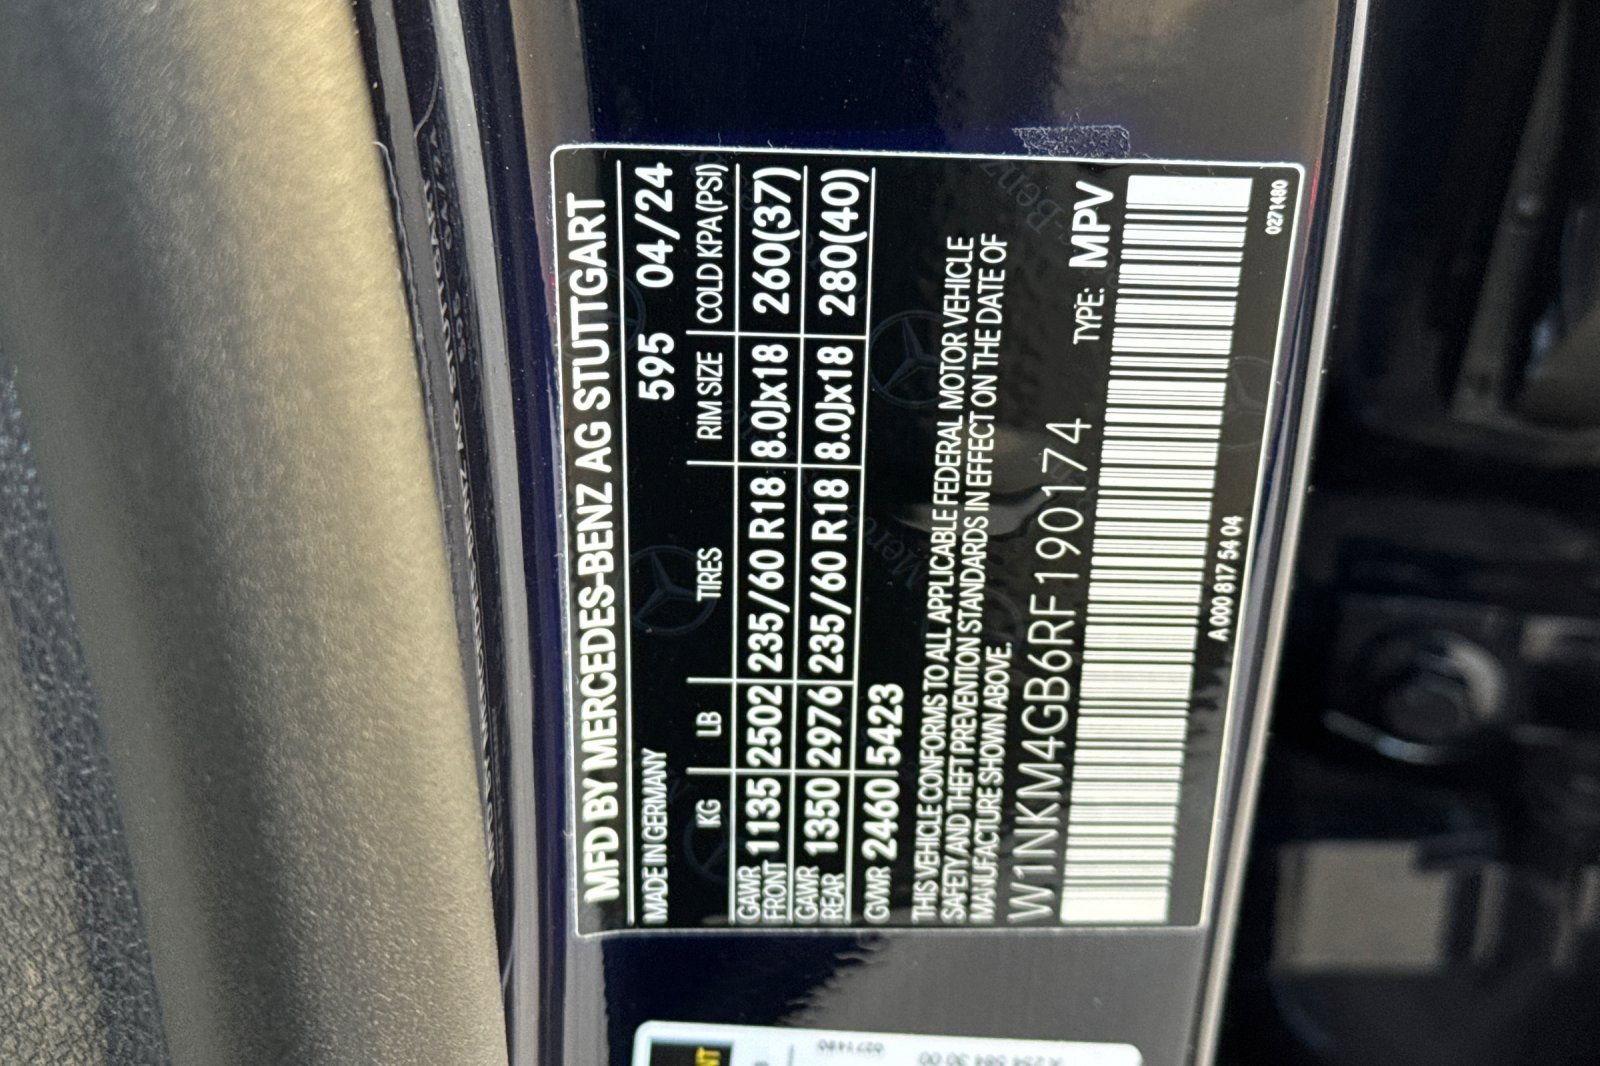 MFD BY MERCEDES-BENZ AG STUTTGART
MADE IN GERMANY 595 04/24
KG LB TIRES RIM SIZE COLD KPA(PSI)
GAWR FRONT 1135 2502 235/60 R18 8.0Jx18 260(37)
GAWR REAR 1350 2976 235/60 R18 8.0Jx18 280(40)
GVWR 2460 5423
THIS VEHICLE CONFORMS TO ALL APPLICABLE FEDERAL MOTOR VEHICLE
SAFETY AND THEFT PREVENTION STANDARDS IN EFFECT ON THE DATE OF
MANUFACTURE SHOWN ABOVE.
W1NKM4GB6RF190174 TYPE: MPV
A 000 817 54 04 0271480